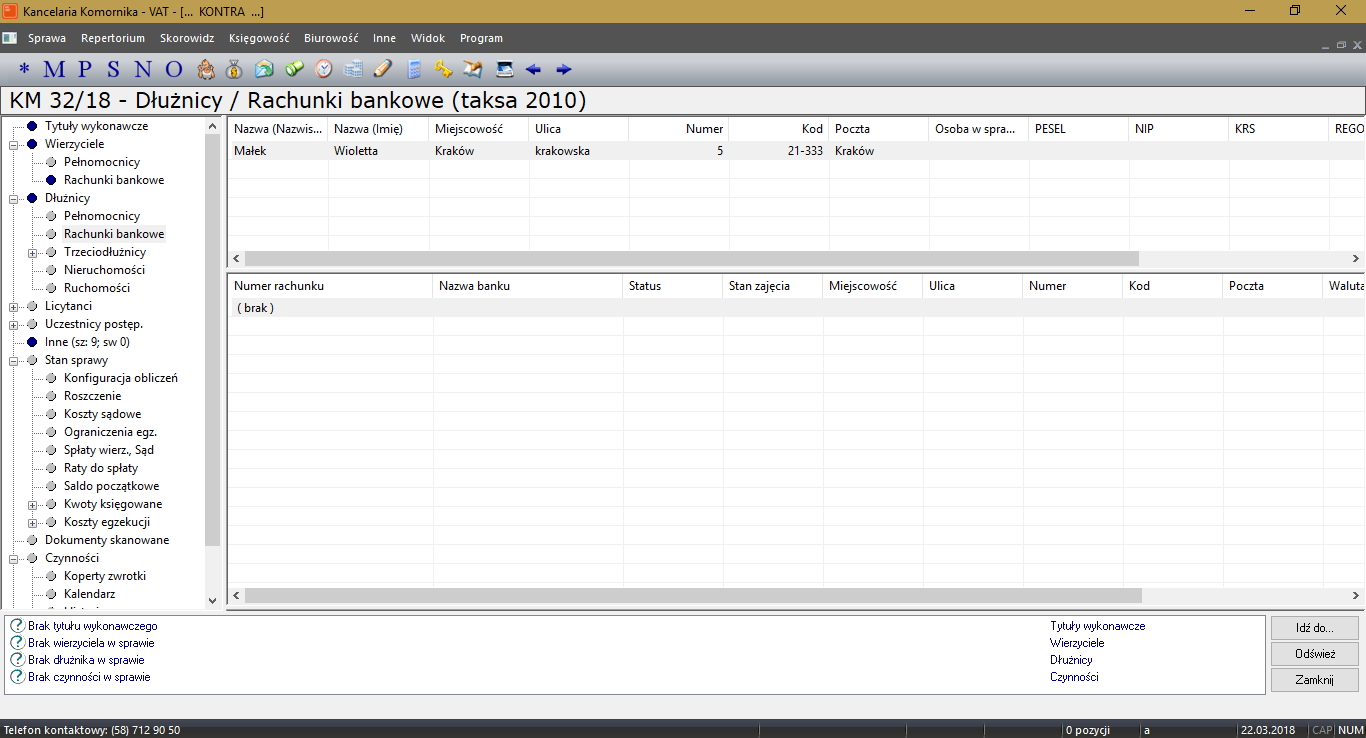 Kancelaria Komornika - VAT - [... KONTRA ...]
Sprawa Repertorium Skorowidz Księgowość Biurowość Inne Widok Program
* M P S N O
KM 32/18 - Dłużnicy / Rachunki bankowe (taksa 2010)
Tytuły wykonawcze
Wierzyciele
Pełnomocnicy
Rachunki bankowe
Dłużnicy
Pełnomocnicy
Rachunki bankowe
Trzeciodłużnicy
Nieruchomości
Ruchomości
Licytanci
Uczestnicy postęp.
Inne (sz: 9; sw 0)
Stan sprawy
Konfiguracja obliczeń
Roszczenie
Koszty sądowe
Ograniczenia egz.
Spłaty wierz., Sąd
Raty do spłaty
Saldo początkowe
Kwoty księgowane
Koszty egzekucji
Dokumenty skanowane
Czynności
Koperty zwrotki
Kalendarz
Nazwa (Nazwis... Nazwa (Imię) Miejscowość Ulica Numer Kod Poczta Osoba w spra... PESEL NIP KRS REGO
Małek Wioletta Kraków krakowska 5 21-333 Kraków
Numer rachunku Nazwa banku Status Stan zajęcia Miejscowość Ulica Numer Kod Poczta Waluta
( brak )
Brak tytułu wykonawczego Tytuły wykonawcze
Brak wierzyciela w sprawie Wierzyciele
Brak dłużnika w sprawie Dłużnicy
Brak czynności w sprawie Czynności
Idź do...
Odśwież
Zamknij
Telefon kontaktowy: (58) 712 90 50 0 pozycji a 22.03.2018 CAP NUM